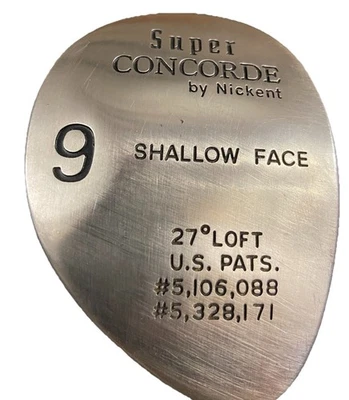 Super
CONCORDE
by Nickent
9
SHALLOW FACE
27° LOFT
U.S. PATS.
#5,106,088
#5,328,171